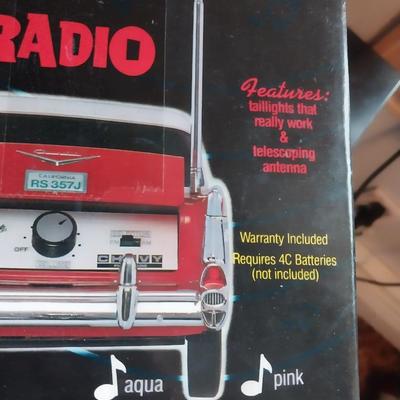 RADIO
Features:
taillights that
really work
&
telescoping
antenna
CALIFORNIA
RS 357J
OFF
CHEVY
Warranty Included
Requires 4C Batteries
(not included)
aqua
pink